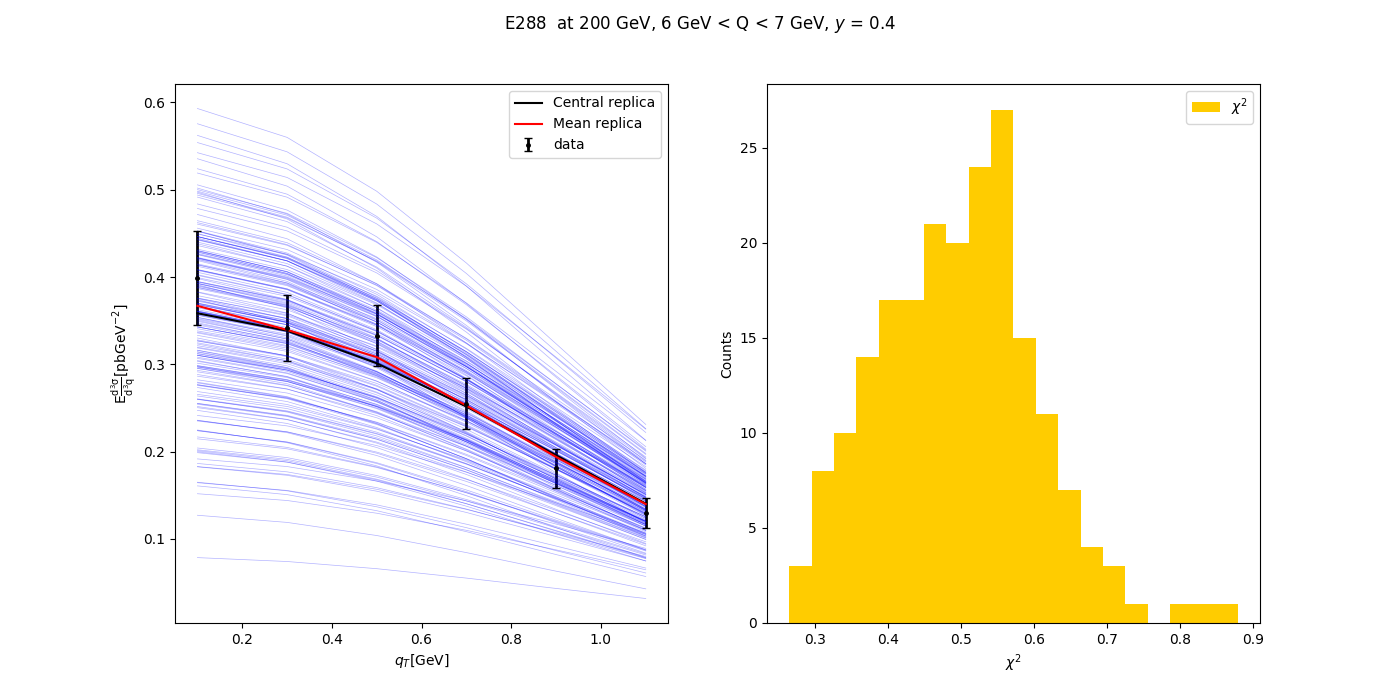 E288 at 200 GeV, 6 GeV < Q < 7 GeV, y = 0.4
0.6
0.5
0.4
0.3
0.2
0.1
E d³σ/d³q [pbGeV⁻²]
Central replica
Mean replica
data
0.2 0.4 0.6 0.8 1.0
q_T[GeV]
25
20
15
10
5
0
Counts
χ²
0.3 0.4 0.5 0.6 0.7 0.8 0.9
χ²